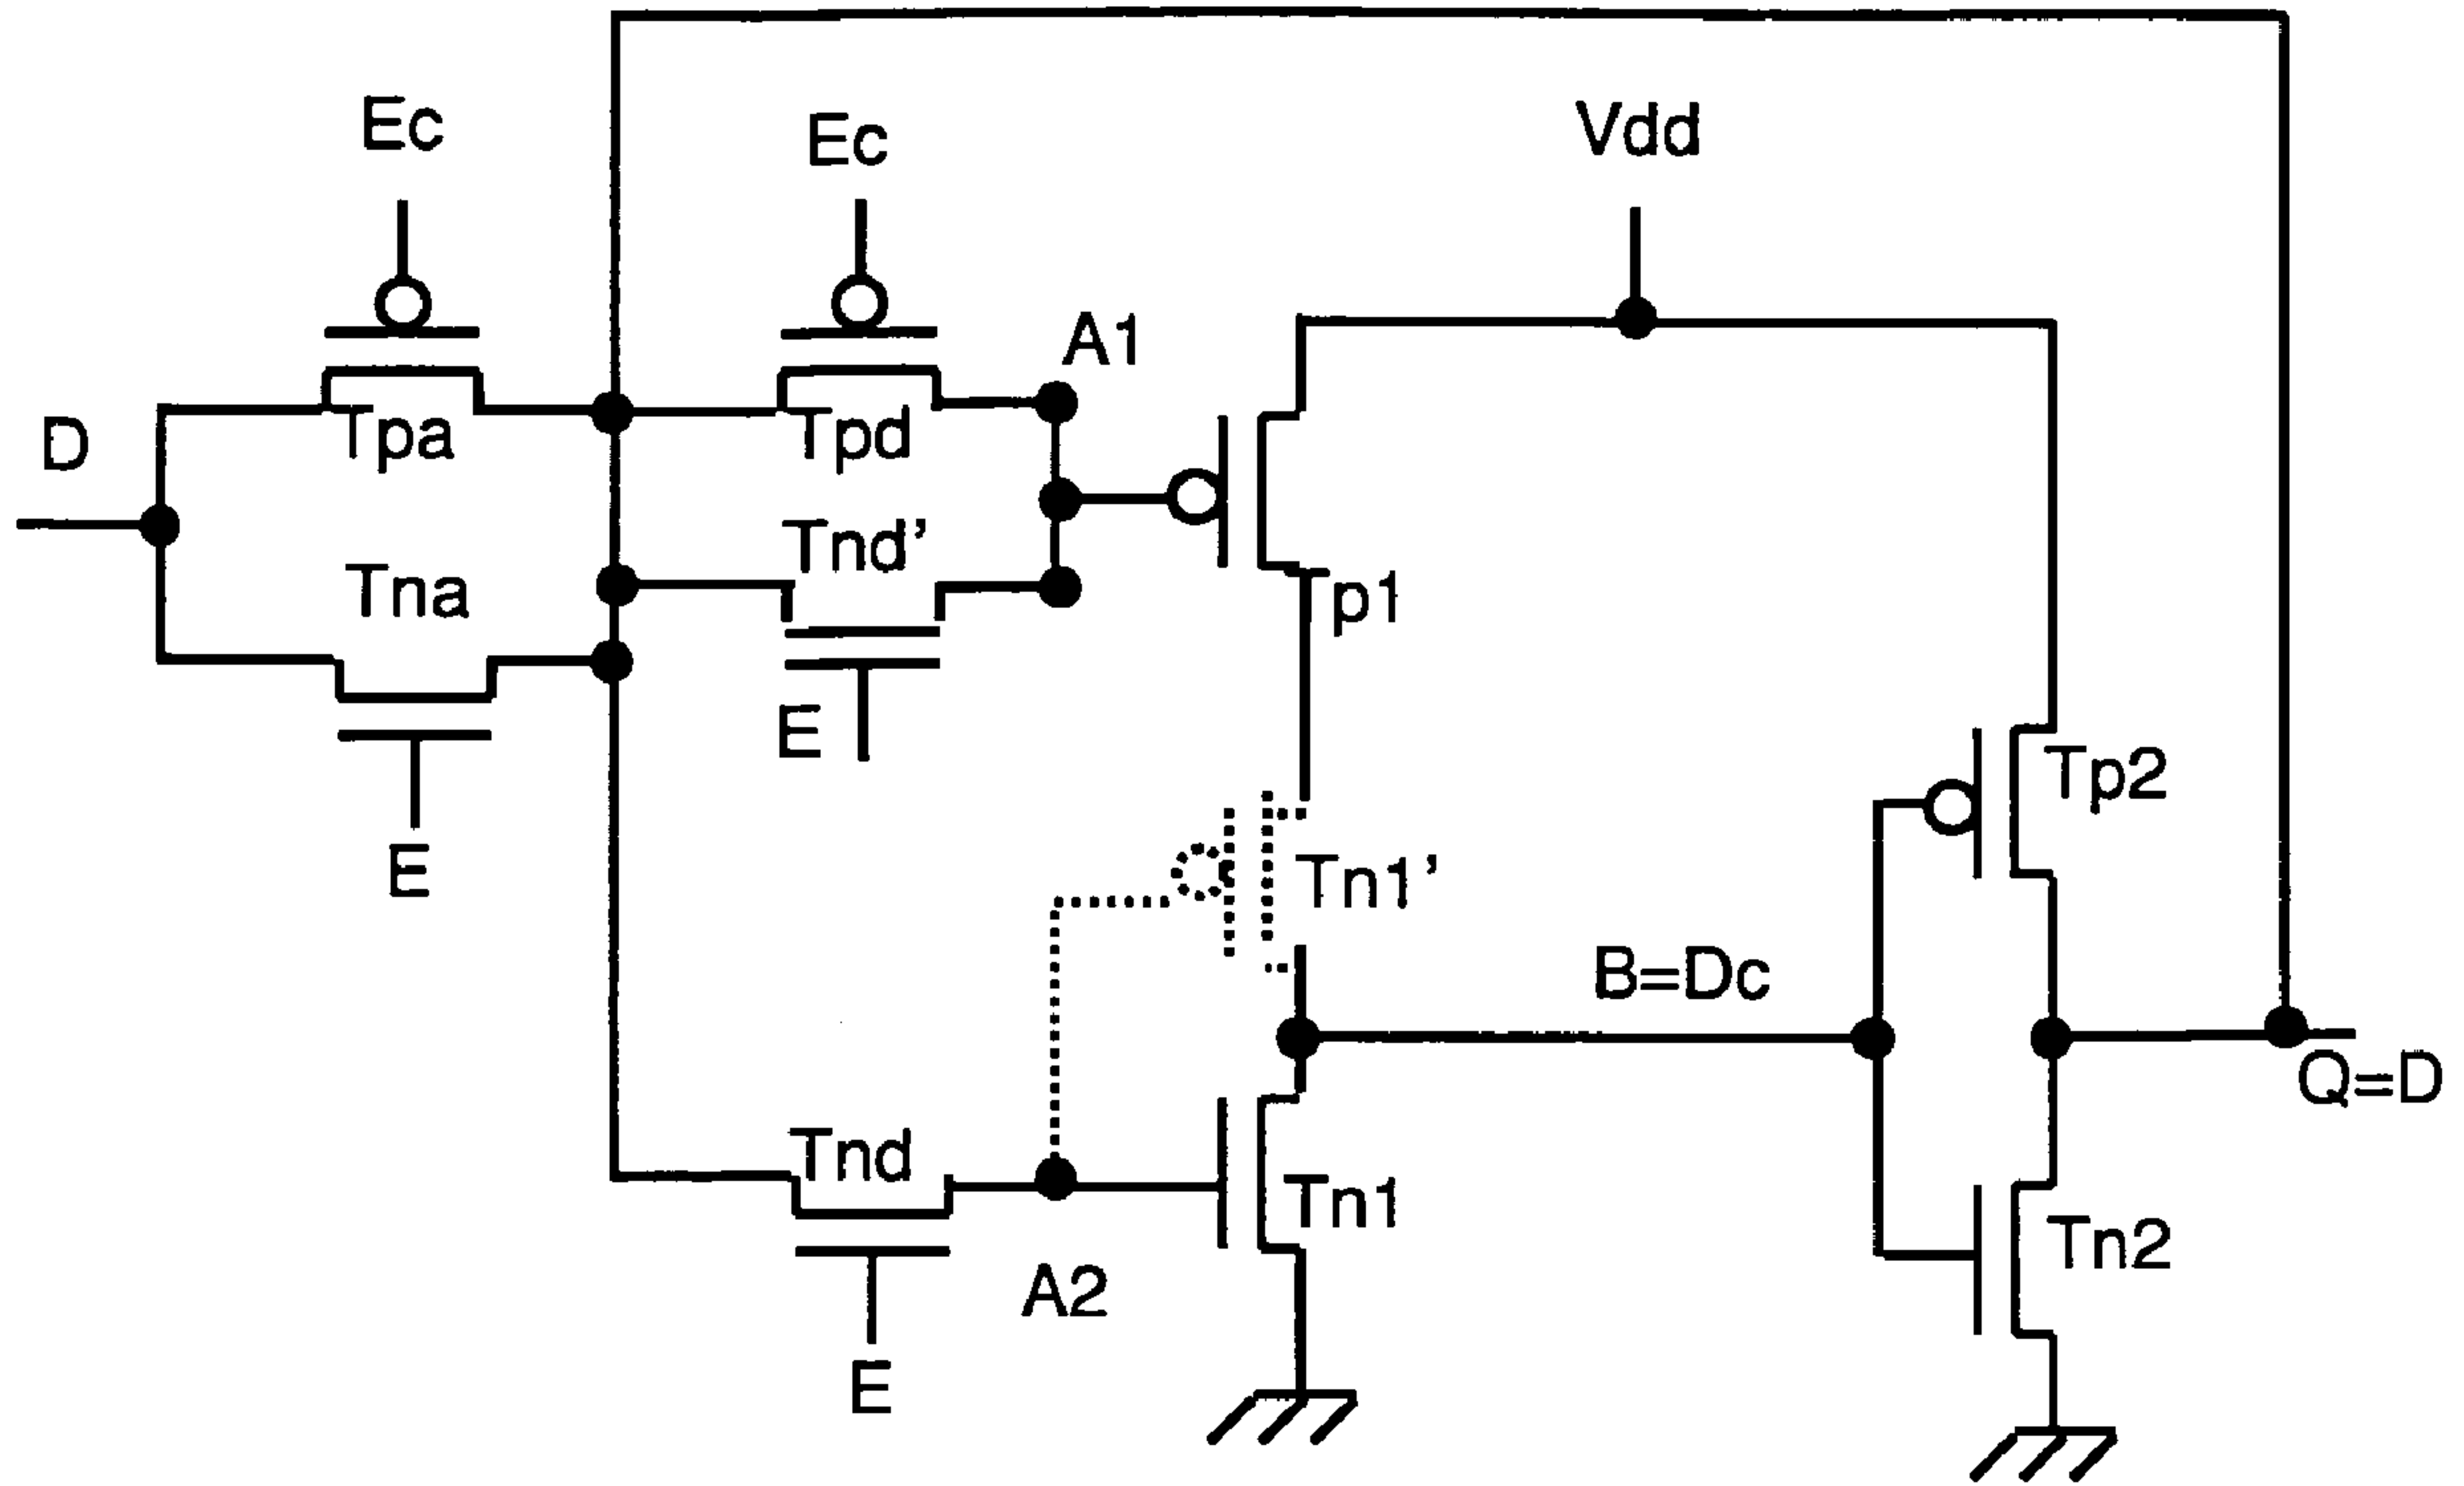 Ec
Ec
Vdd
A1
D
Tpa
Tpd
Tnd'
Tna
Tp1
E
Tp2
E
Tn1'
B=Dc
Q=D
Tnd
Tn1
Tn2
A2
E